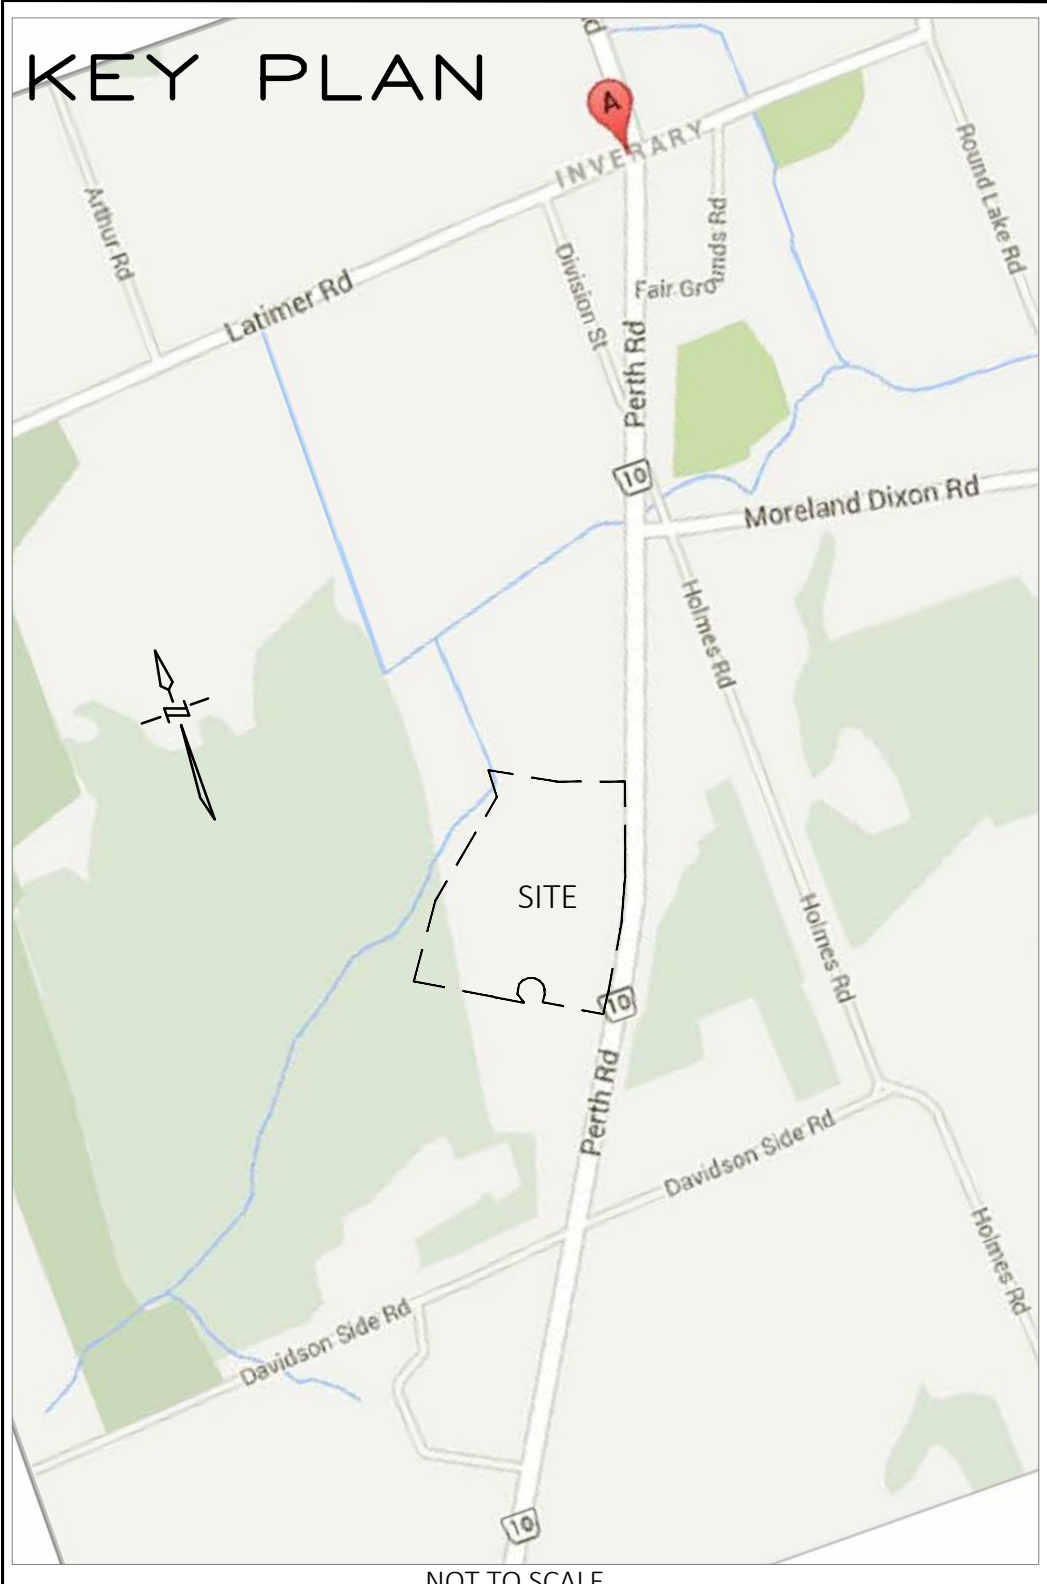 KEY PLAN
d
A
INVERARY
Arthur Rd
Round Lake Rd
Latimer Rd
Division St
Fair Grounds Rd
Perth Rd
10
Moreland Dixon Rd
Holmes Rd
N
SITE
Holmes Rd
10
Perth Rd
Davidson Side Rd
Holmes Rd
Davidson Side Rd
10
NOT TO SCALE